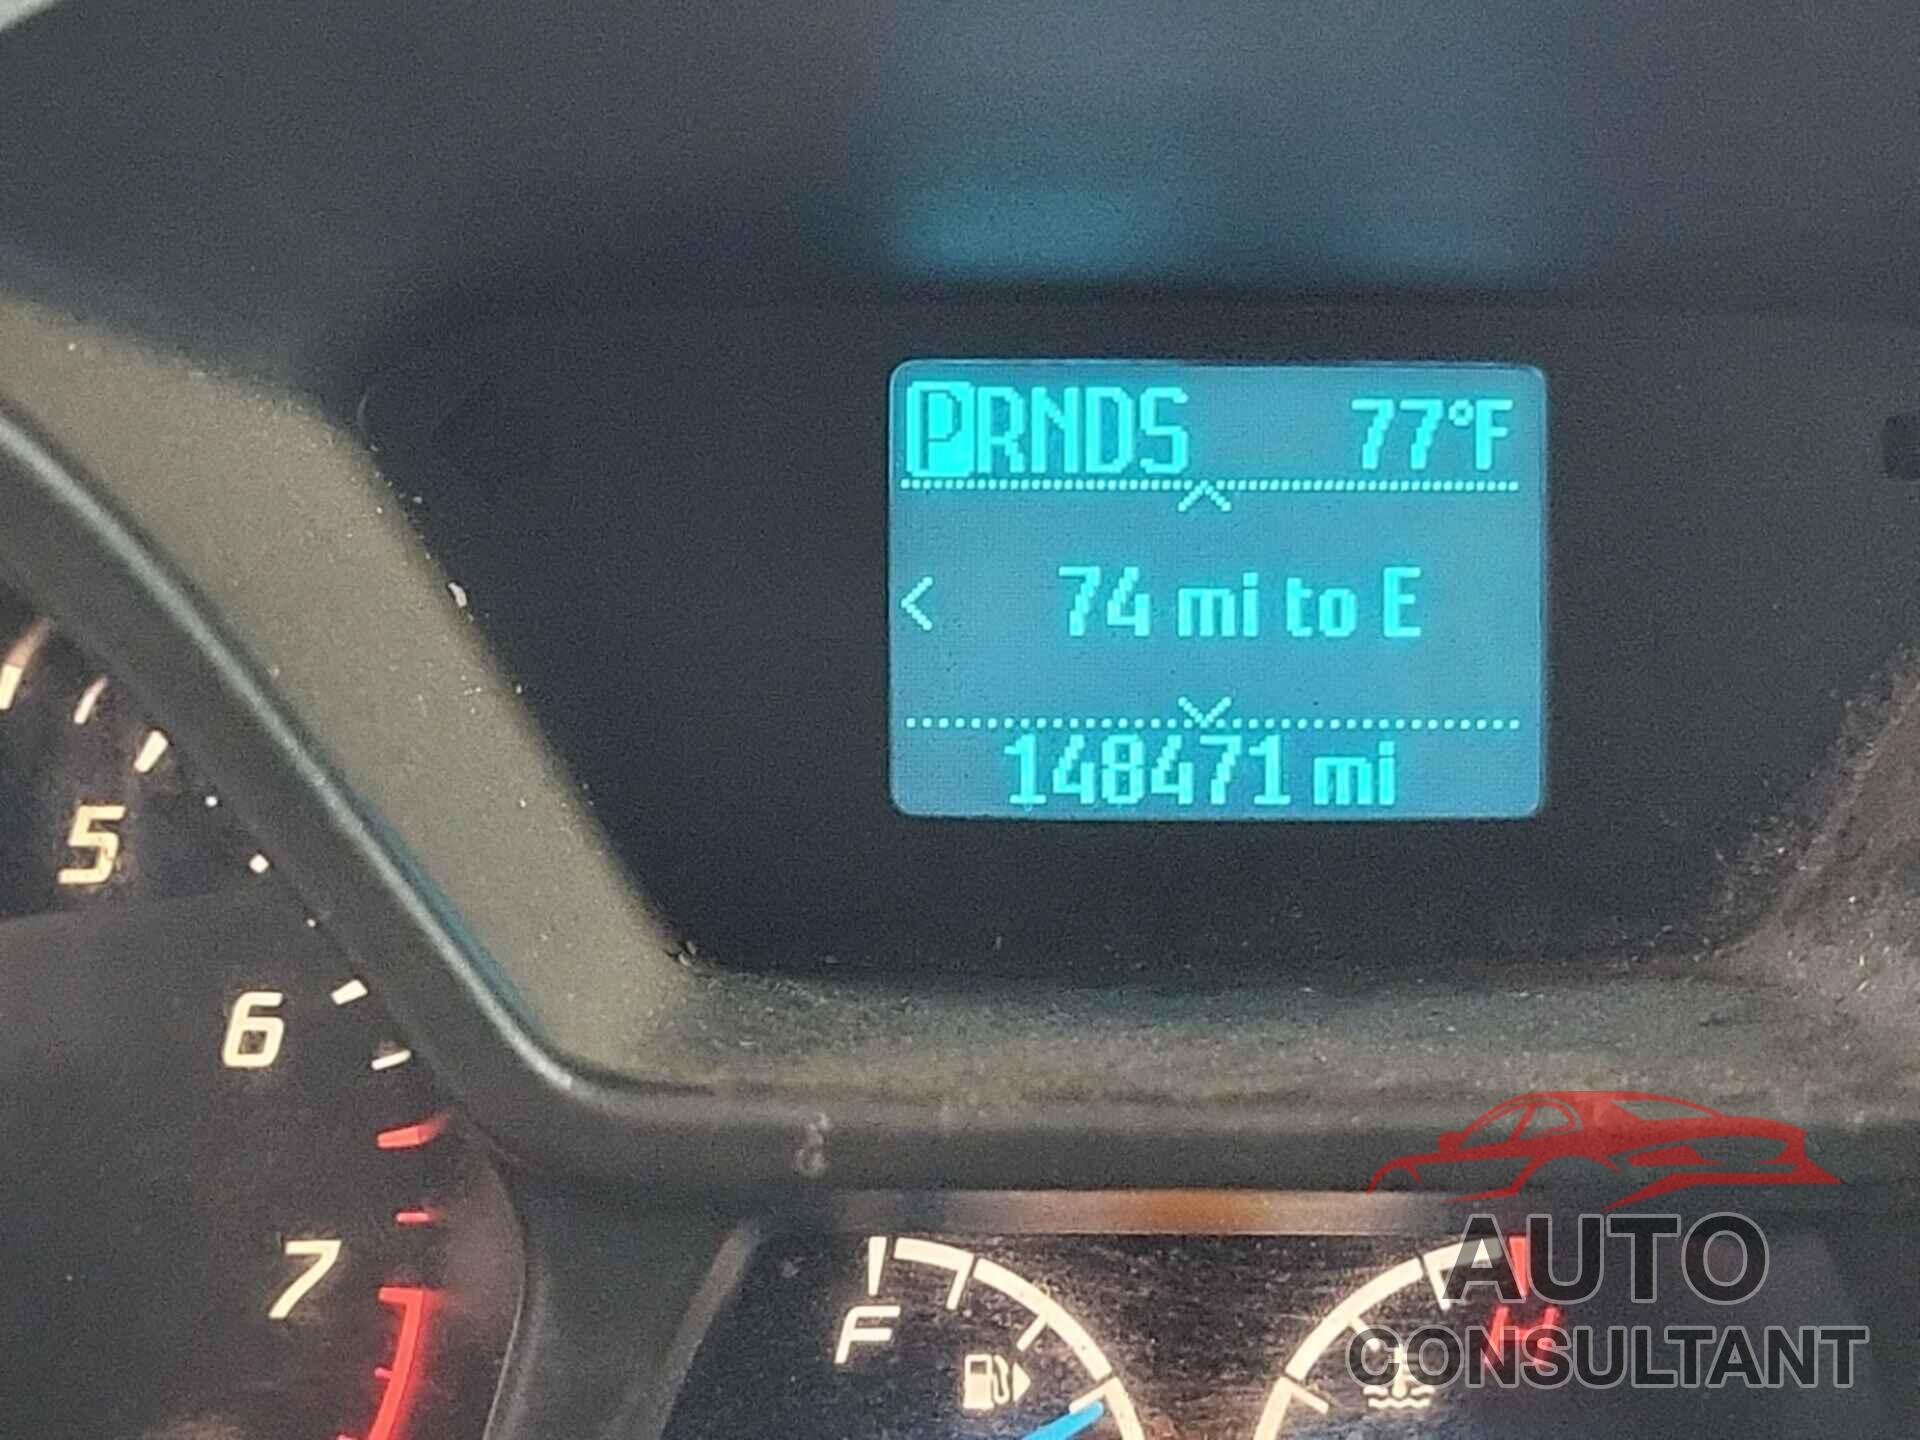 PRNDS 77°F
74 mi to E
148471 mi
5
6
7
F
H
AUTO
CONSULTANT